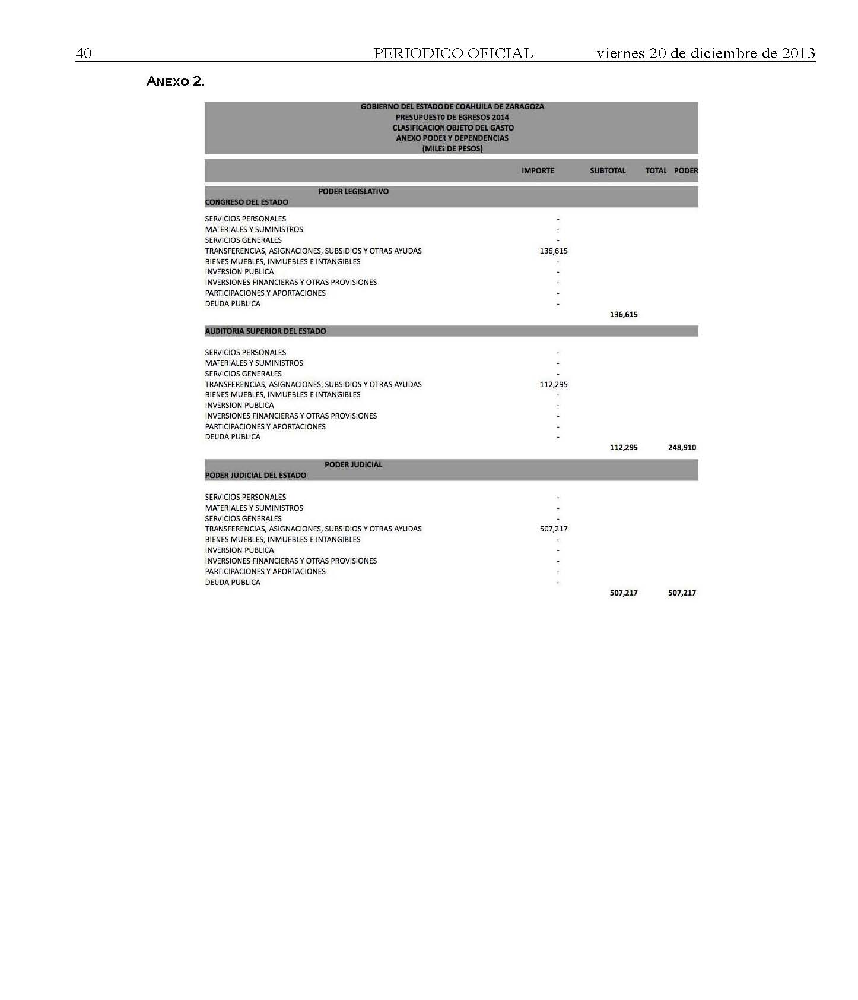 40 PERIODICO OFICIAL viernes 20 de diciembre de 2013
ANEXO 2.
GOBIERNO DEL ESTADO DE COAHUILA DE ZARAGOZA
PRESUPUESTO DE EGRESOS 2014
CLASIFICACION OBJETO DEL GASTO
ANEXO PODER Y DEPENDENCIAS
(MILES DE PESOS)
IMPORTE SUBTOTAL TOTAL PODER
PODER LEGISLATIVO
CONGRESO DEL ESTADO
SERVICIOS PERSONALES -
MATERIALES Y SUMINISTROS -
SERVICIOS GENERALES -
TRANSFERENCIAS, ASIGNACIONES, SUBSIDIOS Y OTRAS AYUDAS 136,615
BIENES MUEBLES, INMUEBLES E INTANGIBLES -
INVERSION PUBLICA -
INVERSIONES FINANCIERAS Y OTRAS PROVISIONES -
PARTICIPACIONES Y APORTACIONES -
DEUDA PUBLICA -
136,615
AUDITORIA SUPERIOR DEL ESTADO
SERVICIOS PERSONALES -
MATERIALES Y SUMINISTROS -
SERVICIOS GENERALES -
TRANSFERENCIAS, ASIGNACIONES, SUBSIDIOS Y OTRAS AYUDAS 112,295
BIENES MUEBLES, INMUEBLES E INTANGIBLES -
INVERSION PUBLICA -
INVERSIONES FINANCIERAS Y OTRAS PROVISIONES -
PARTICIPACIONES Y APORTACIONES -
DEUDA PUBLICA -
112,295 248,910
PODER JUDICIAL
PODER JUDICIAL DEL ESTADO
SERVICIOS PERSONALES -
MATERIALES Y SUMINISTROS -
SERVICIOS GENERALES -
TRANSFERENCIAS, ASIGNACIONES, SUBSIDIOS Y OTRAS AYUDAS 507,217
BIENES MUEBLES, INMUEBLES E INTANGIBLES -
INVERSION PUBLICA -
INVERSIONES FINANCIERAS Y OTRAS PROVISIONES -
PARTICIPACIONES Y APORTACIONES -
DEUDA PUBLICA -
507,217 507,217